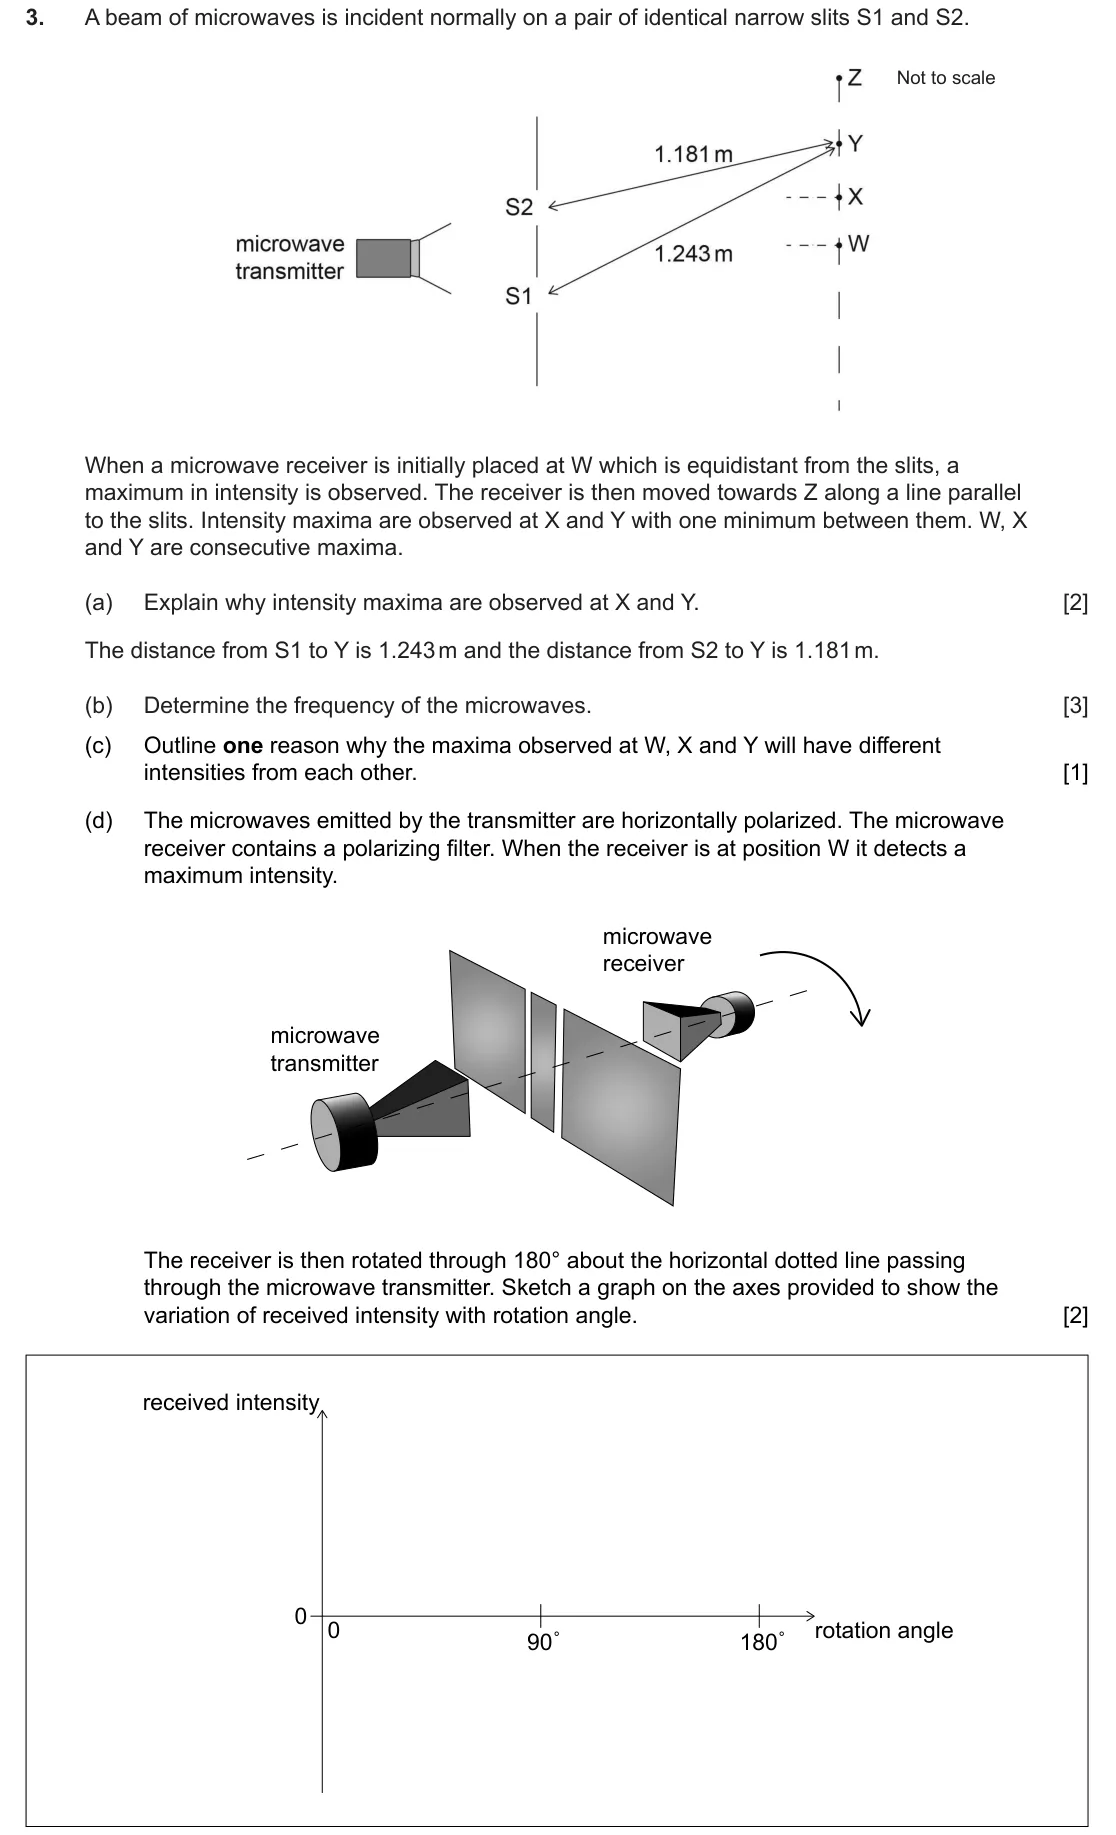 3. A beam of microwaves is incident normally on a pair of identical narrow slits S1 and S2.
Z Not to scale
Y
1.181 m
X
S2
W
microwave
transmitter
1.243 m
S1
When a microwave receiver is initially placed at W which is equidistant from the slits, a
maximum in intensity is observed. The receiver is then moved towards Z along a line parallel
to the slits. Intensity maxima are observed at X and Y with one minimum between them. W, X
and Y are consecutive maxima.
(a) Explain why intensity maxima are observed at X and Y. [2]
The distance from S1 to Y is 1.243 m and the distance from S2 to Y is 1.181 m.
(b) Determine the frequency of the microwaves. [3]
(c) Outline one reason why the maxima observed at W, X and Y will have different
intensities from each other. [1]
(d) The microwaves emitted by the transmitter are horizontally polarized. The microwave
receiver contains a polarizing filter. When the receiver is at position W it detects a
maximum intensity.
microwave
receiver
microwave
transmitter
The receiver is then rotated through 180° about the horizontal dotted line passing
through the microwave transmitter. Sketch a graph on the axes provided to show the
variation of received intensity with rotation angle. [2]
received intensity
0
0
90°
180°
rotation angle